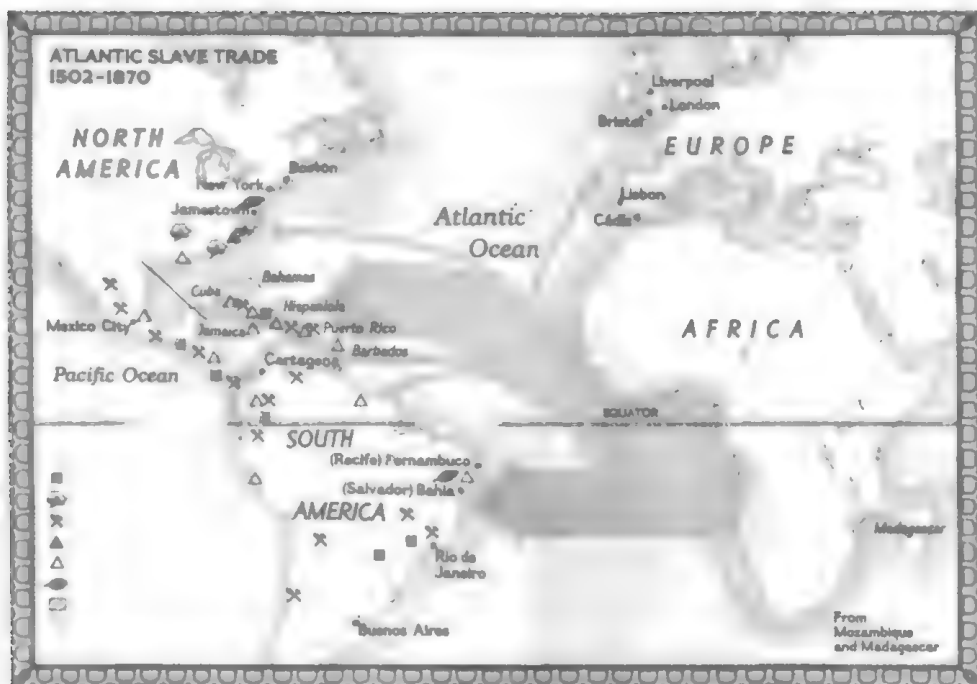 ATLANTIC SLAVE TRADE
1502-1870
Liverpool
London
Bristol
NORTH
AMERICA
EUROPE
Boston
New York
Lisbon
Jamestown
Atlantic
Ocean
Cádiz
Bahamas
Cuba
Hispaniola
Mexico City
Jamaica
Puerto Rico
AFRICA
Barbados
Cartagena
Pacific Ocean
EQUATOR
SOUTH
(Recife) Pernambuco
(Salvador) Bahia
AMERICA
Madagascar
Rio de
Janeiro
Buenos Aires
From
Mozambique
and Madagascar